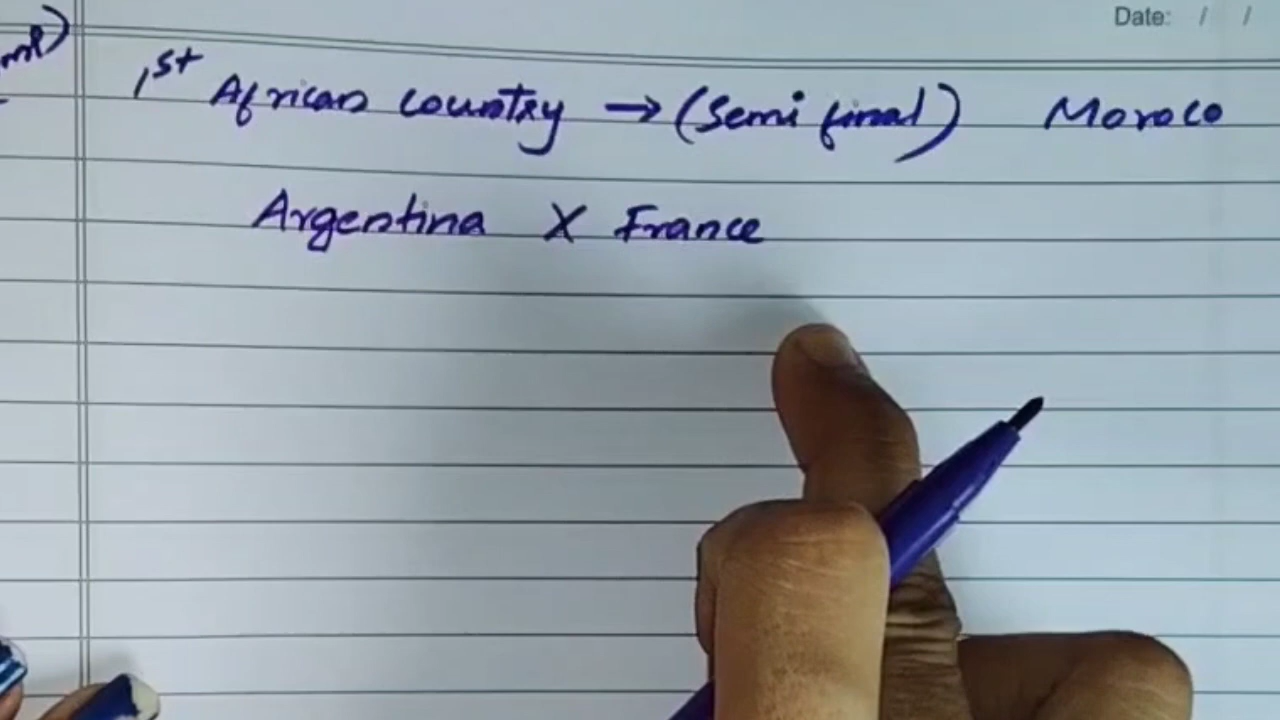 Date: / /
1st African country → (Semi final) Moroco
Argentina X France